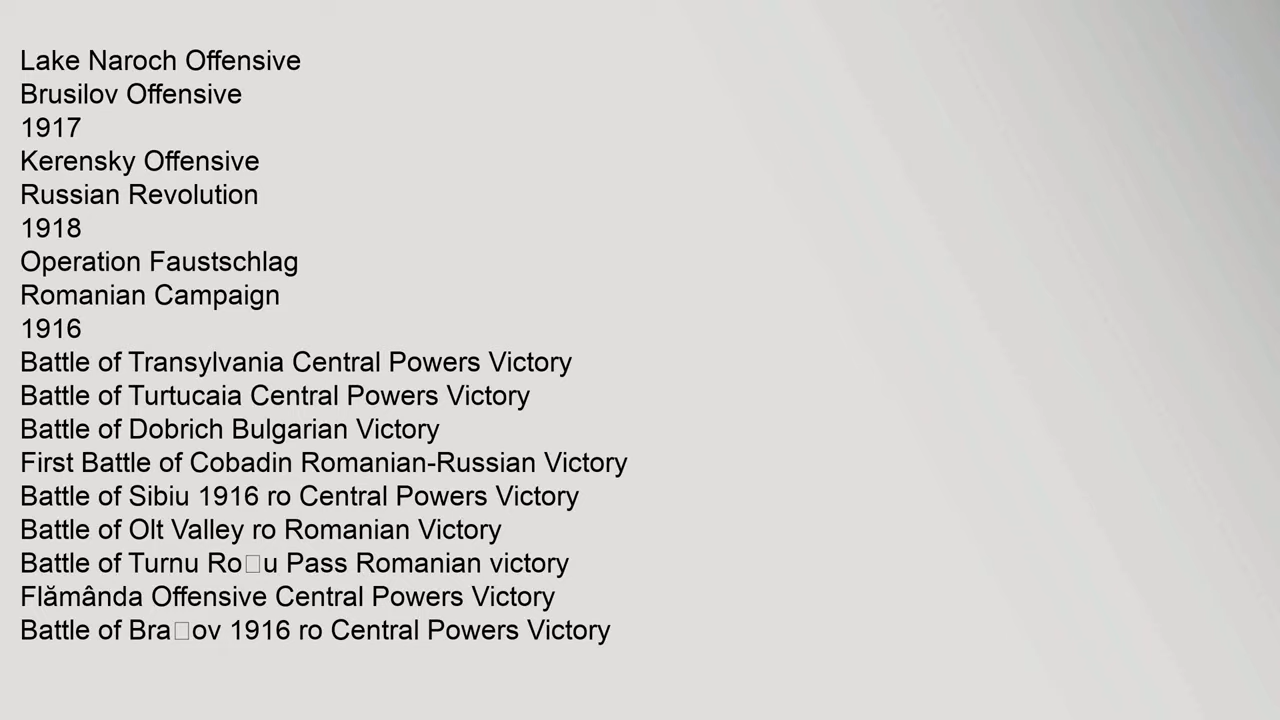 Lake Naroch Offensive
Brusilov Offensive
1917
Kerensky Offensive
Russian Revolution
1918
Operation Faustschlag
Romanian Campaign
1916
Battle of Transylvania Central Powers Victory
Battle of Turtucaia Central Powers Victory
Battle of Dobrich Bulgarian Victory
First Battle of Cobadin Romanian-Russian Victory
Battle of Sibiu 1916 ro Central Powers Victory
Battle of Olt Valley ro Romanian Victory
Battle of Turnu Ro□u Pass Romanian victory
Flămânda Offensive Central Powers Victory
Battle of Bra□ov 1916 ro Central Powers Victory